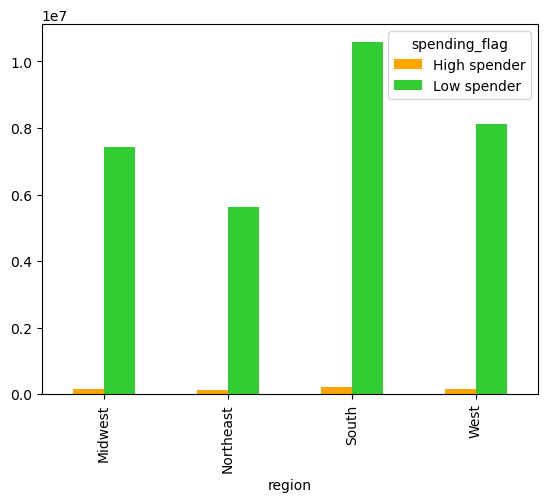 1e7
spending_flag
High spender
Low spender
1.0
0.8
0.6
0.4
0.2
0.0
Midwest
Northeast
South
West
region